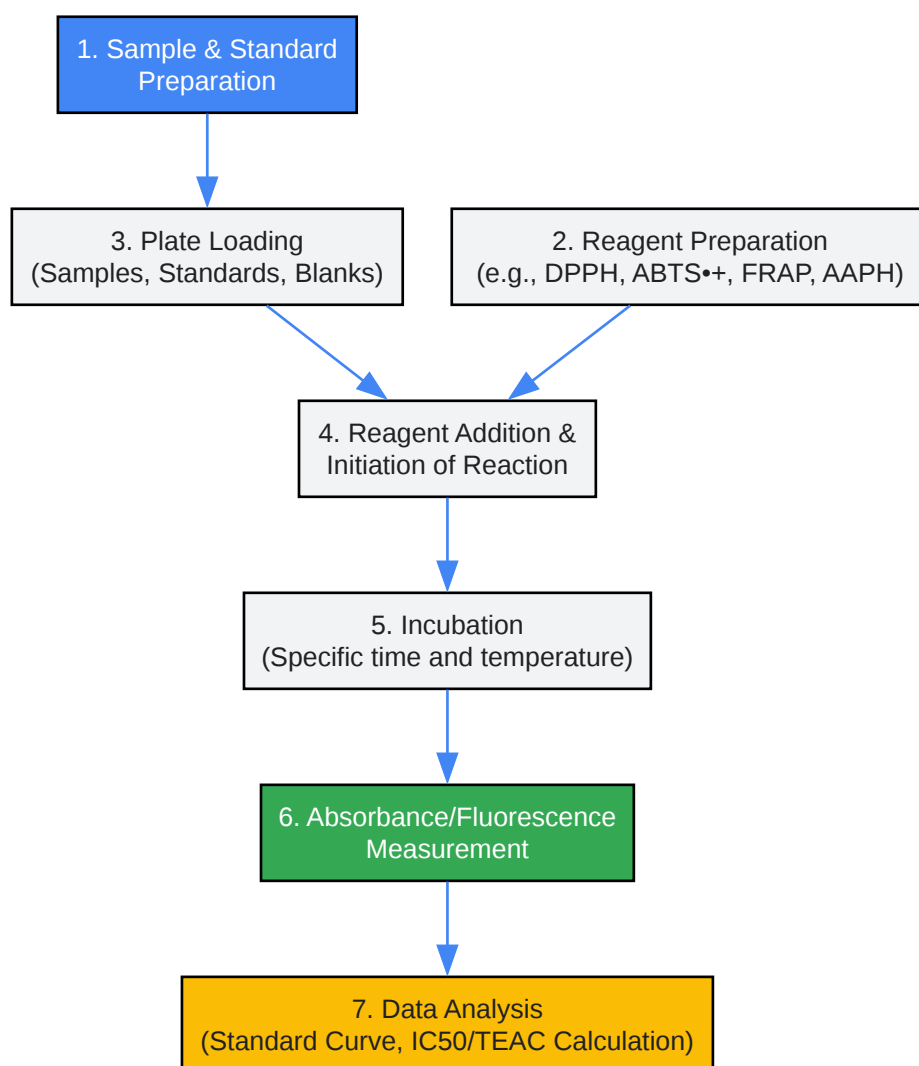 1. Sample & Standard
Preparation
3. Plate Loading
(Samples, Standards, Blanks)
2. Reagent Preparation
(e.g., DPPH, ABTS•+, FRAP, AAPH)
4. Reagent Addition &
Initiation of Reaction
5. Incubation
(Specific time and temperature)
6. Absorbance/Fluorescence
Measurement
7. Data Analysis
(Standard Curve, IC50/TEAC Calculation)